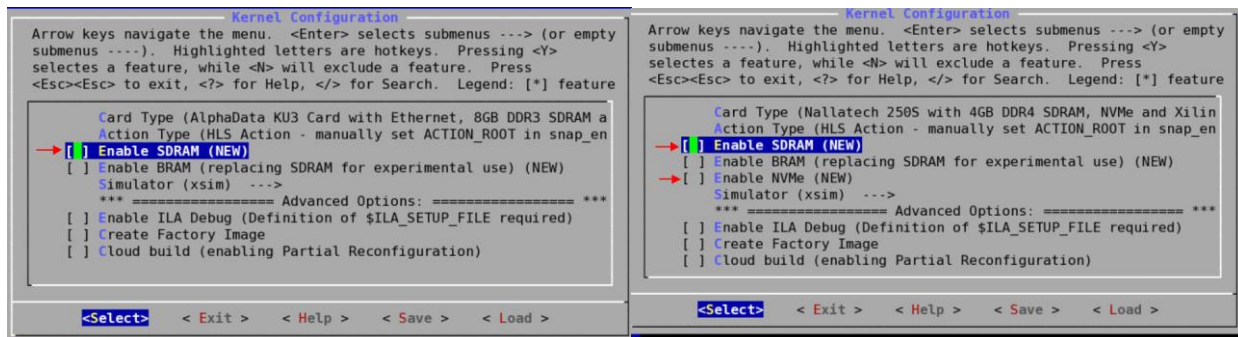 Kernel Configuration
Arrow keys navigate the menu.  <Enter> selects submenus ---> (or empty
submenus ----).  Highlighted letters are hotkeys.  Pressing <Y>
selectes a feature, while <N> will exclude a feature.  Press
<Esc><Esc> to exit, <?> for Help, </> for Search.  Legend: [*] feature
Card Type (AlphaData KU3 Card with Ethernet, 8GB DDR3 SDRAM a
Action Type (HLS Action - manually set ACTION_ROOT in snap_en
[ ] Enable SDRAM (NEW)
[ ] Enable BRAM (replacing SDRAM for experimental use) (NEW)
Simulator (xsim)  --->
*** ================= Advanced Options: ================= ***
[ ] Enable ILA Debug (Definition of $ILA_SETUP_FILE required)
[ ] Create Factory Image
[ ] Cloud build (enabling Partial Reconfiguration)
<Select>    < Exit >    < Help >    < Save >    < Load >
Kernel Configuration
Arrow keys navigate the menu.  <Enter> selects submenus ---> (or empty
submenus ----).  Highlighted letters are hotkeys.  Pressing <Y>
selectes a feature, while <N> will exclude a feature.  Press
<Esc><Esc> to exit, <?> for Help, </> for Search.  Legend: [*] feature
Card Type (Nallatech 250S with 4GB DDR4 SDRAM, NVMe and Xilin
Action Type (HLS Action - manually set ACTION_ROOT in snap_en
[ ] Enable SDRAM (NEW)
[ ] Enable BRAM (replacing SDRAM for experimental use) (NEW)
[ ] Enable NVMe (NEW)
Simulator (xsim)  --->
*** ================= Advanced Options: ================= ***
[ ] Enable ILA Debug (Definition of $ILA_SETUP_FILE required)
[ ] Create Factory Image
[ ] Cloud build (enabling Partial Reconfiguration)
<Select>    < Exit >    < Help >    < Save >    < Load >